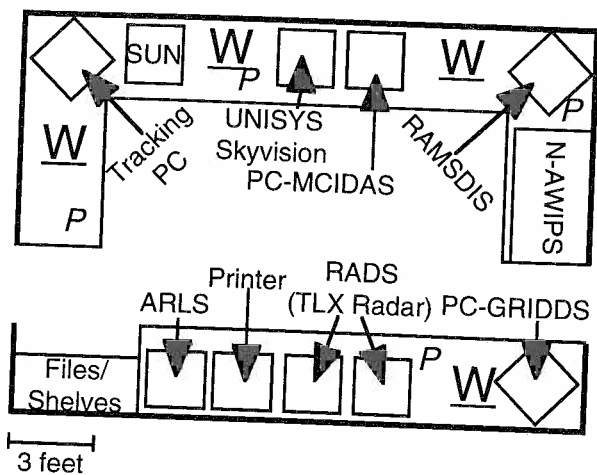 SUN
W
P
W
P
UNISYS
Skyvision
PC-MCIDAS
RAMSDIS
Tracking
PC
W
P
N-AWIPS
ARLS
Printer
RADS
(TLX Radar)
PC-GRIDDS
P
W
Files/
Shelves
3 feet